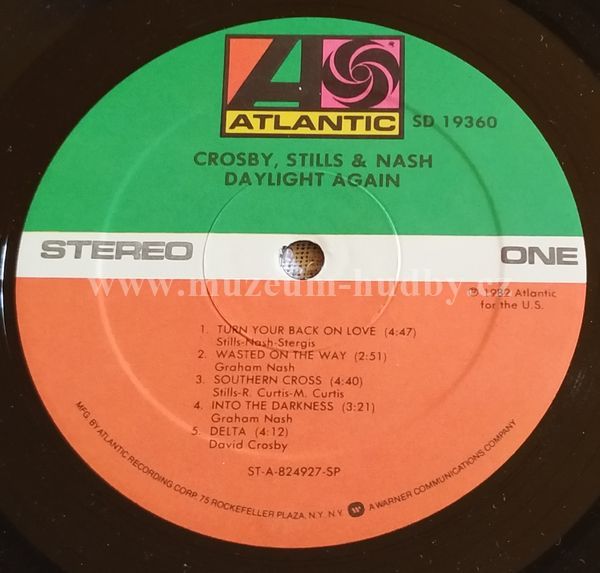 ATLANTIC
SD 19360
CROSBY, STILLS & NASH
DAYLIGHT AGAIN
STEREO
ONE
www.muzeum-hudby.cz
℗ 1982 Atlantic
for the U.S.
1. TURN YOUR BACK ON LOVE (4:47)
Stills-Nash-Stergis
2. WASTED ON THE WAY (2:51)
Graham Nash
3. SOUTHERN CROSS (4:40)
Stills-R. Curtis-M. Curtis
4. INTO THE DARKNESS (3:21)
Graham Nash
5. DELTA (4:12)
David Crosby
ST-A-824927-SP
MFG. BY ATLANTIC RECORDING CORP. 75 ROCKEFELLER PLAZA, N.Y. N.Y. A WARNER COMMUNICATIONS COMPANY